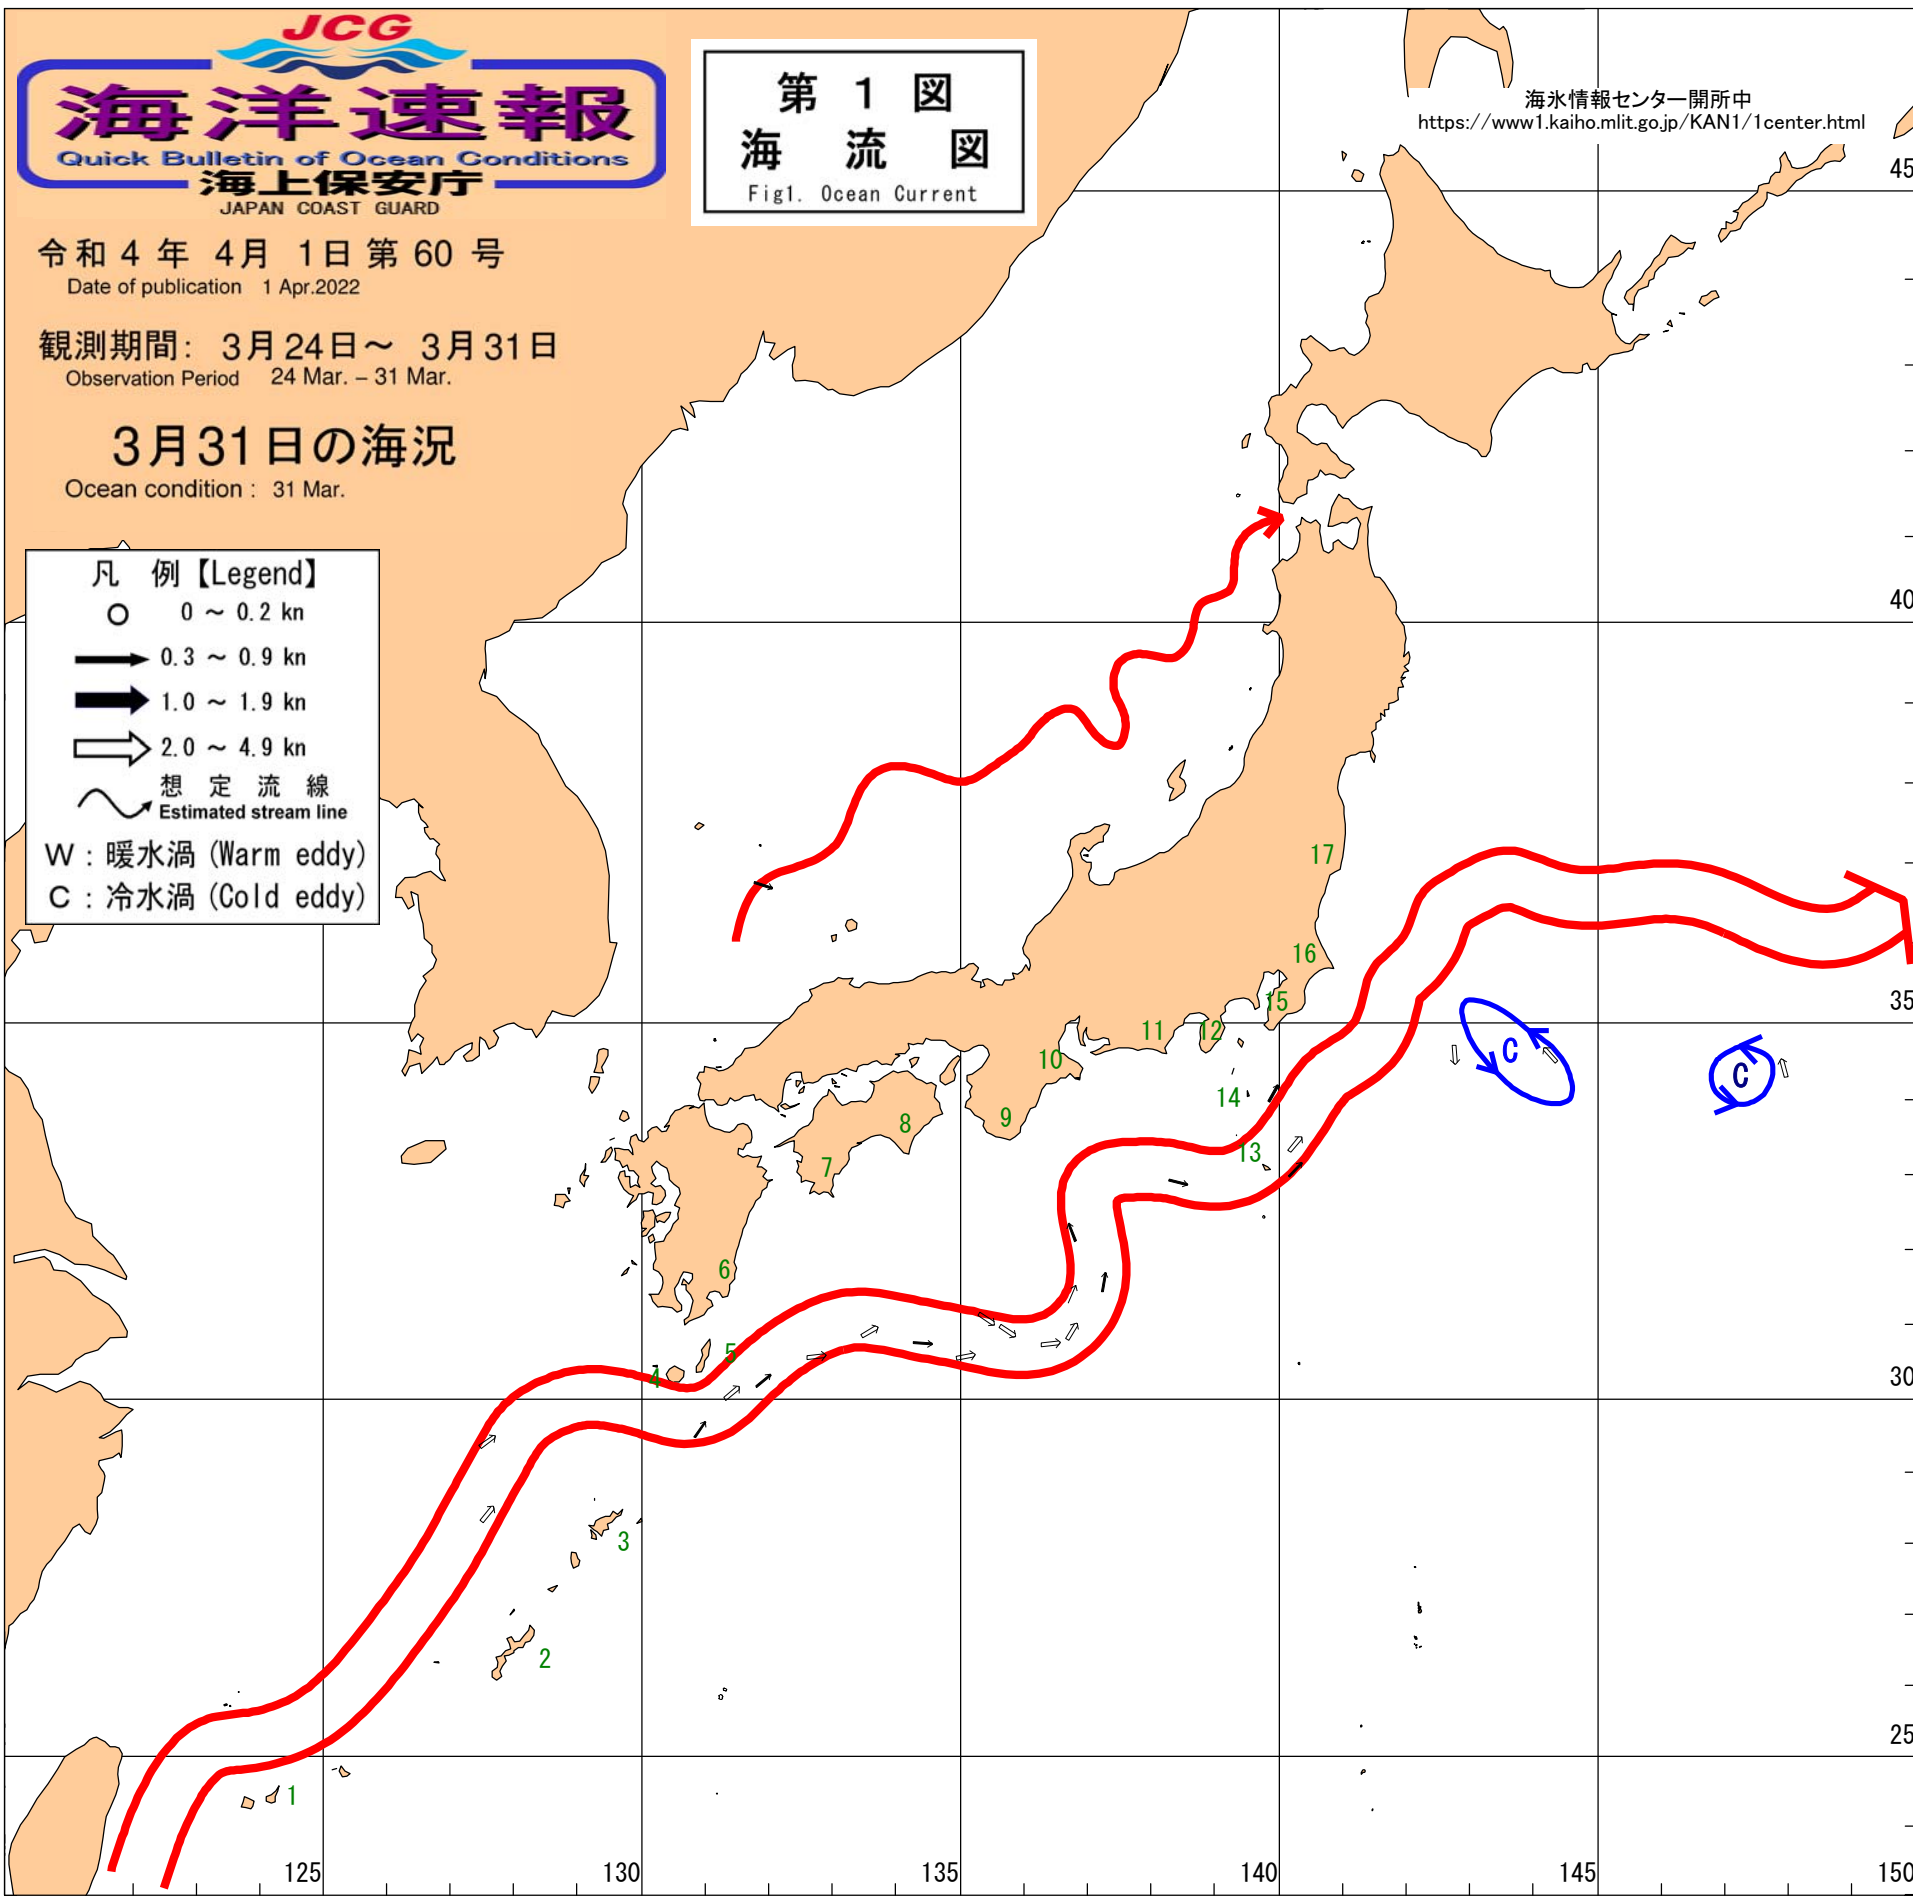 JCG
海洋速報
Quick Bulletin of Ocean Conditions
海上保安庁
JAPAN COAST GUARD
第 1 図
海 流 図
Fig1. Ocean Current
海氷情報センター開所中
https://www1.kaiho.mlit.go.jp/KAN1/1center.html
令和 4 年 4月 1日 第 60 号
Date of publication 1 Apr.2022
観測期間: 3月24日～ 3月31日
Observation Period 24 Mar. – 31 Mar.
3月31日の海況
Ocean condition : 31 Mar.
凡 例【Legend】
0 ～ 0.2 kn
0.3 ～ 0.9 kn
1.0 ～ 1.9 kn
2.0 ～ 4.9 kn
想 定 流 線
Estimated stream line
W : 暖水渦 (Warm eddy)
C : 冷水渦 (Cold eddy)
45
40
17
16
35
15
12
11
10
C
C
14
9
8
13
7
6
5
4
30
3
2
25
1
125
130
135
140
145
150